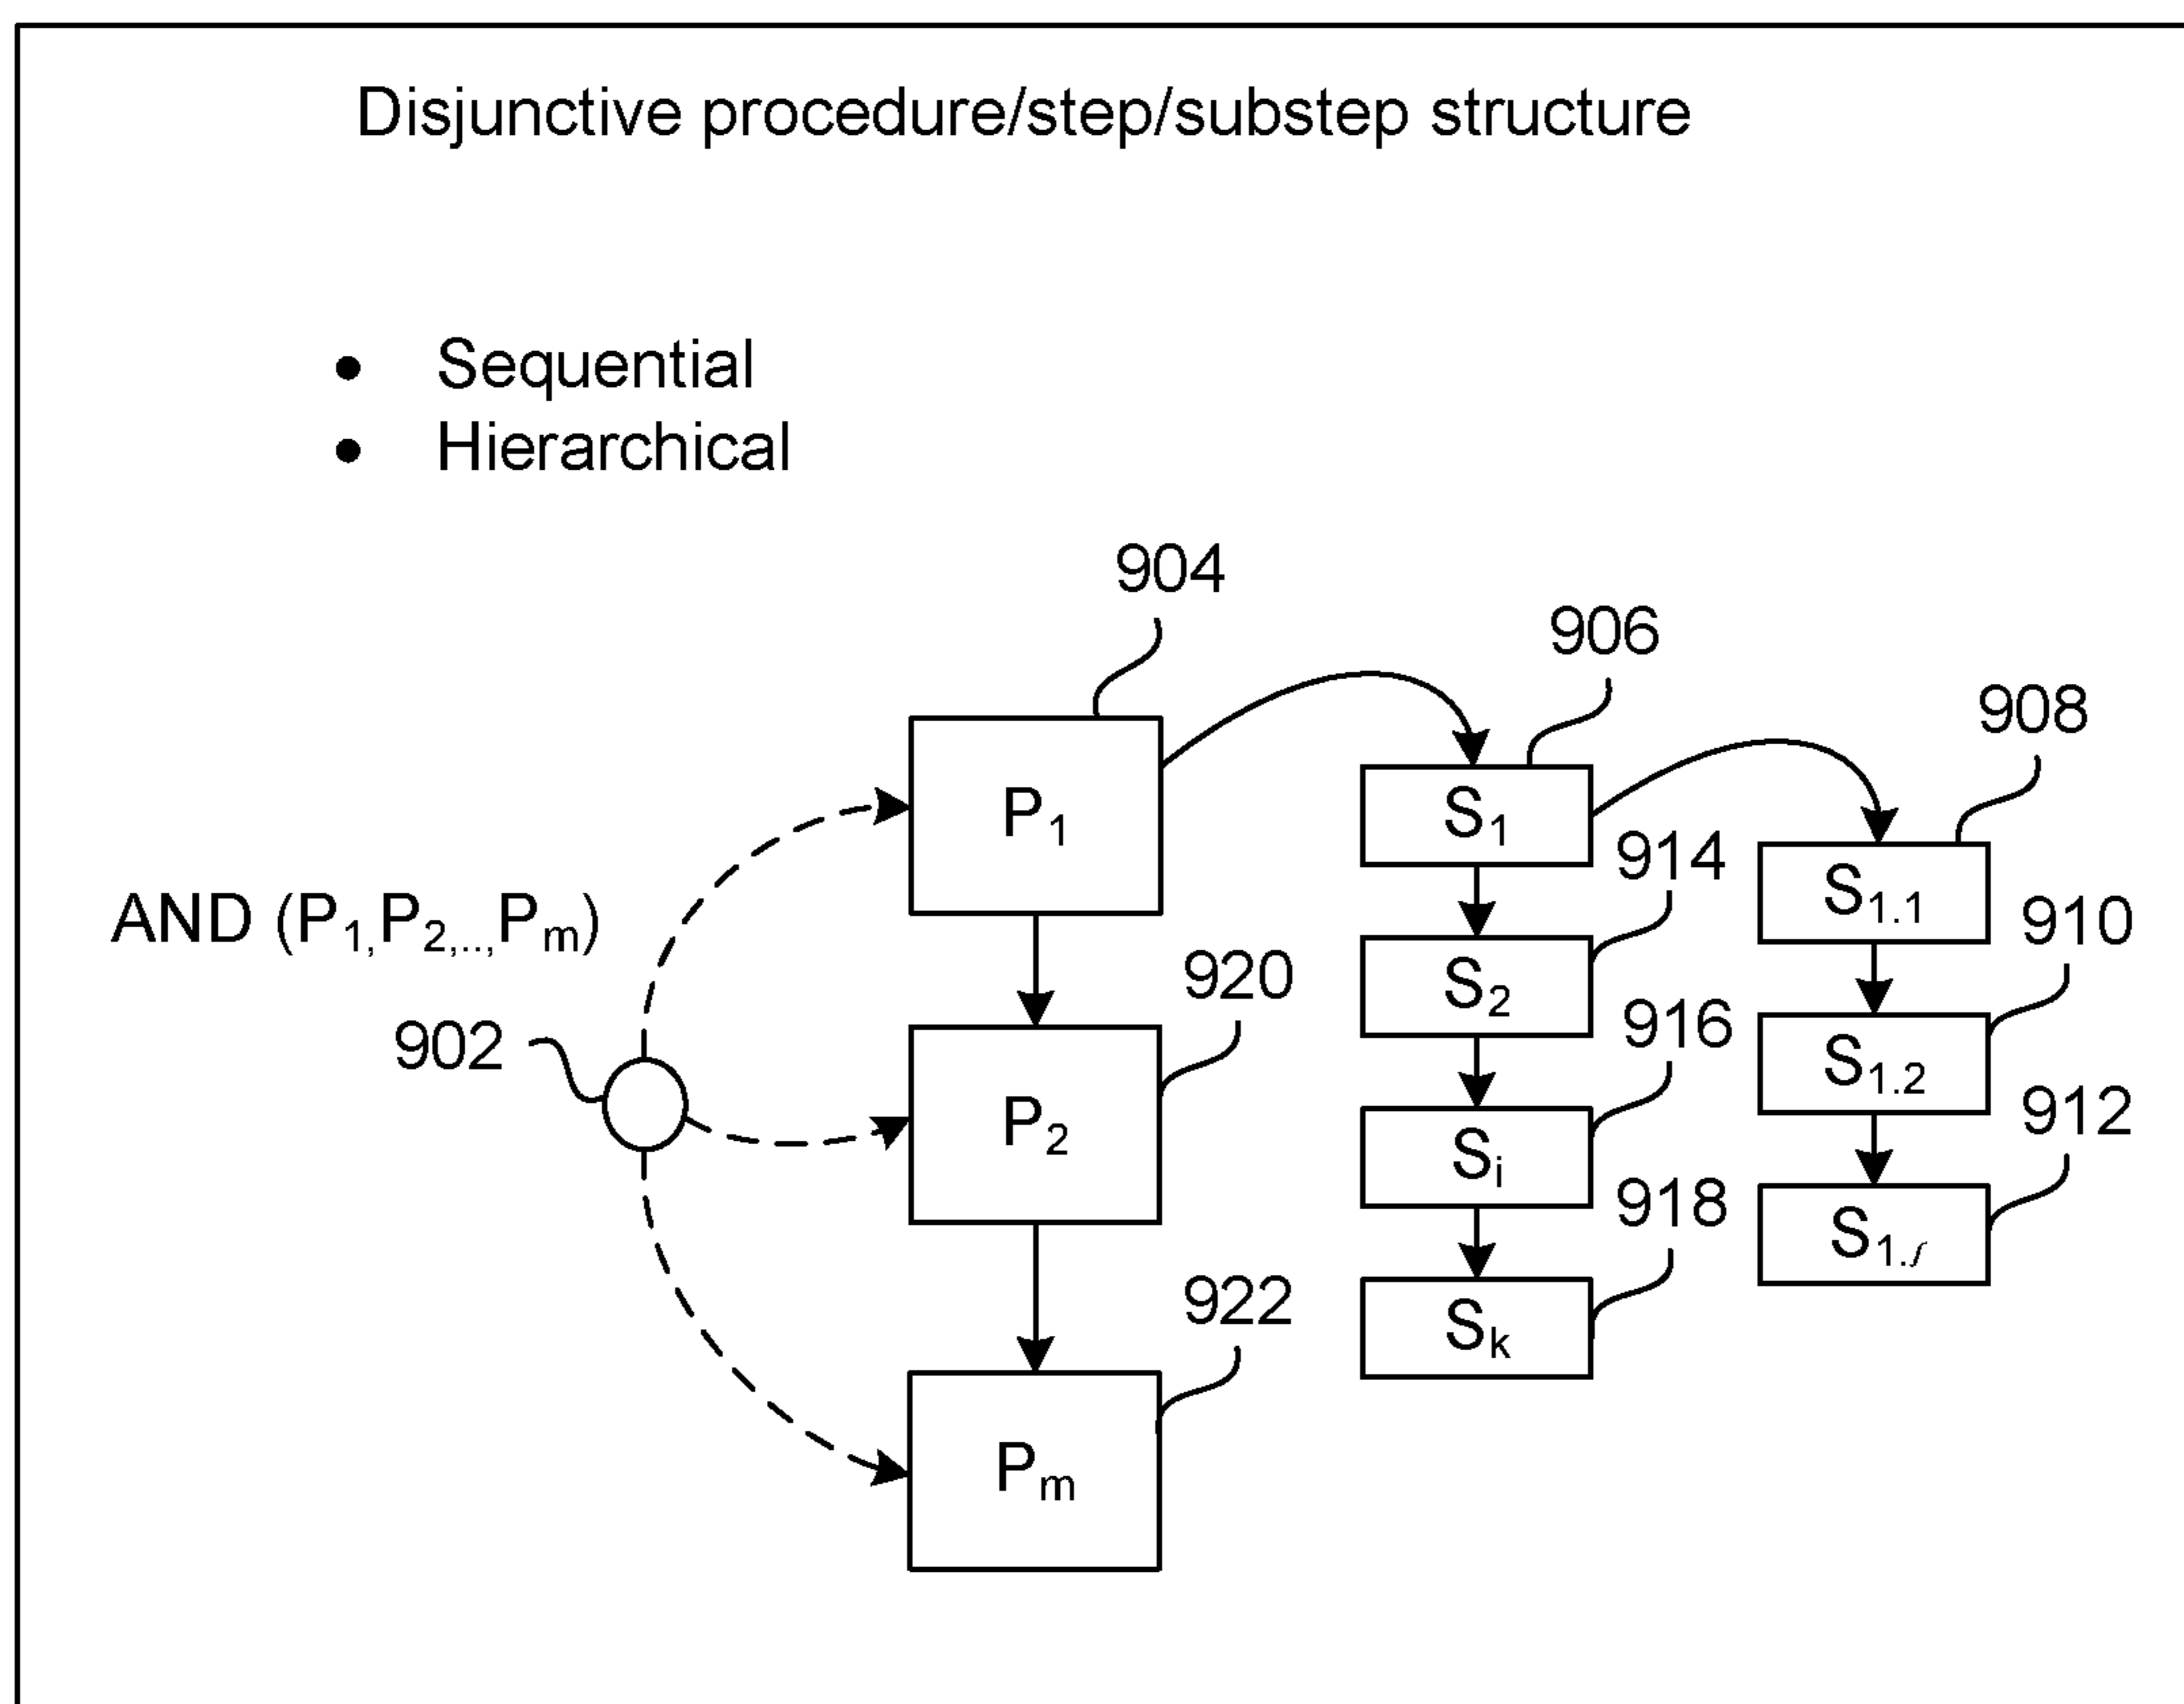 Disjunctive procedure/step/substep structure
• Sequential
• Hierarchical
904
906
908
P₁
S₁
914
S₁.₁
910
AND (P₁,P₂,..,Pₘ)
920
S₂
916
S₁.₂
912
902
P₂
Sᵢ
918
S₁.ſ
922
Sₖ
Pₘ